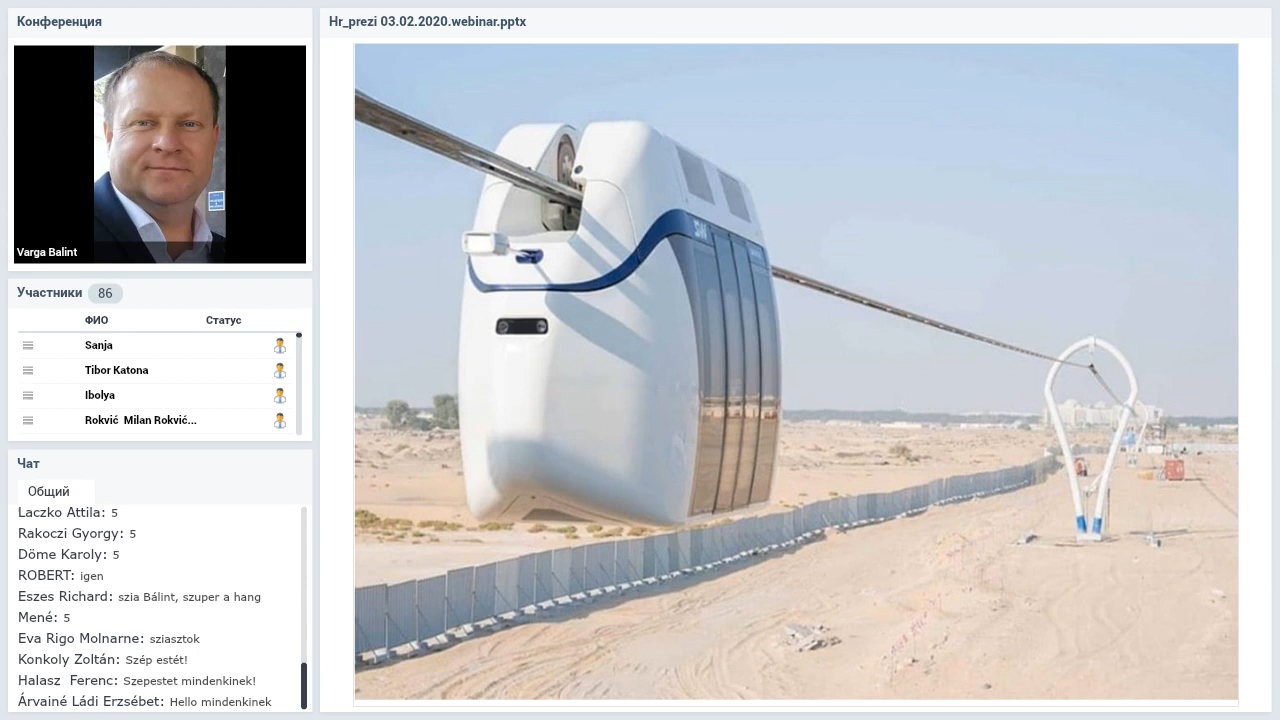 Конференция
Varga Balint
Участники 86
ФИО Статус
Sanja
Tibor Katona
Ibolya
Rokvić Milan Rokvić...
Чат
Общий
Laczko Attila: 5
Rakoczi Gyorgy: 5
Döme Karoly: 5
ROBERT: igen
Eszes Richard: szia Bálint, szuper a hang
Mené: 5
Eva Rigo Molnarne: sziasztok
Konkoly Zoltán: Szép estét!
Halasz Ferenc: Szepestet mindenkinek!
Árvainé Ládi Erzsébet: Hello mindenkinek
Hr_prezi 03.02.2020.webinar.pptx